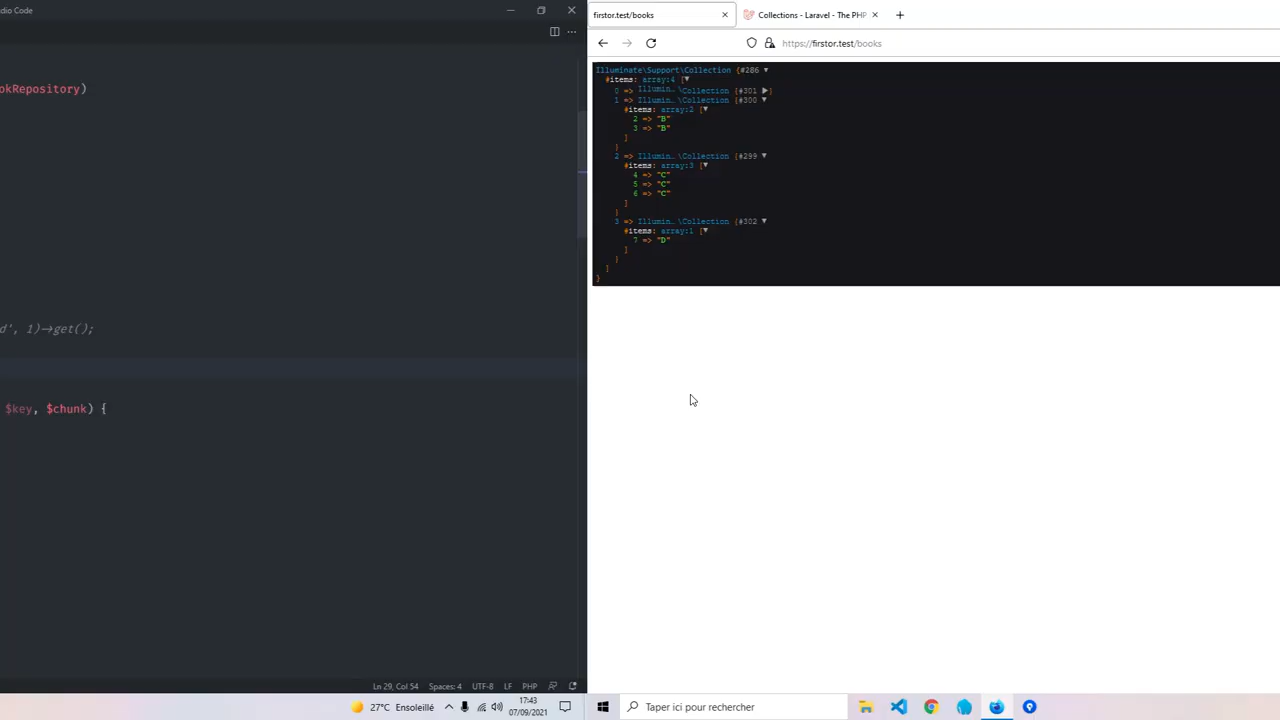 dio Code
okRepository)
d', 1)→get();
$key, $chunk) {
Ln 29, Col 54 Spaces: 4 UTF-8 LF PHP
firstor.test/books
Collections - Laravel - The PHP
https://firstor.test/books
Illuminate\Support\Collection {#286 ▼
#items: array:4 [▼
0 => Illumin…\Collection {#301 ▶}
1 => Illumin…\Collection {#300 ▼
#items: array:2 [▼
2 => "B"
3 => "B"
]
}
2 => Illumin…\Collection {#299 ▼
#items: array:3 [▼
4 => "C"
5 => "C"
6 => "C"
]
}
3 => Illumin…\Collection {#302 ▼
#items: array:1 [▼
7 => "D"
]
}
]
}
27°C Ensoleillé
17:43
07/09/2021
Taper ici pour rechercher